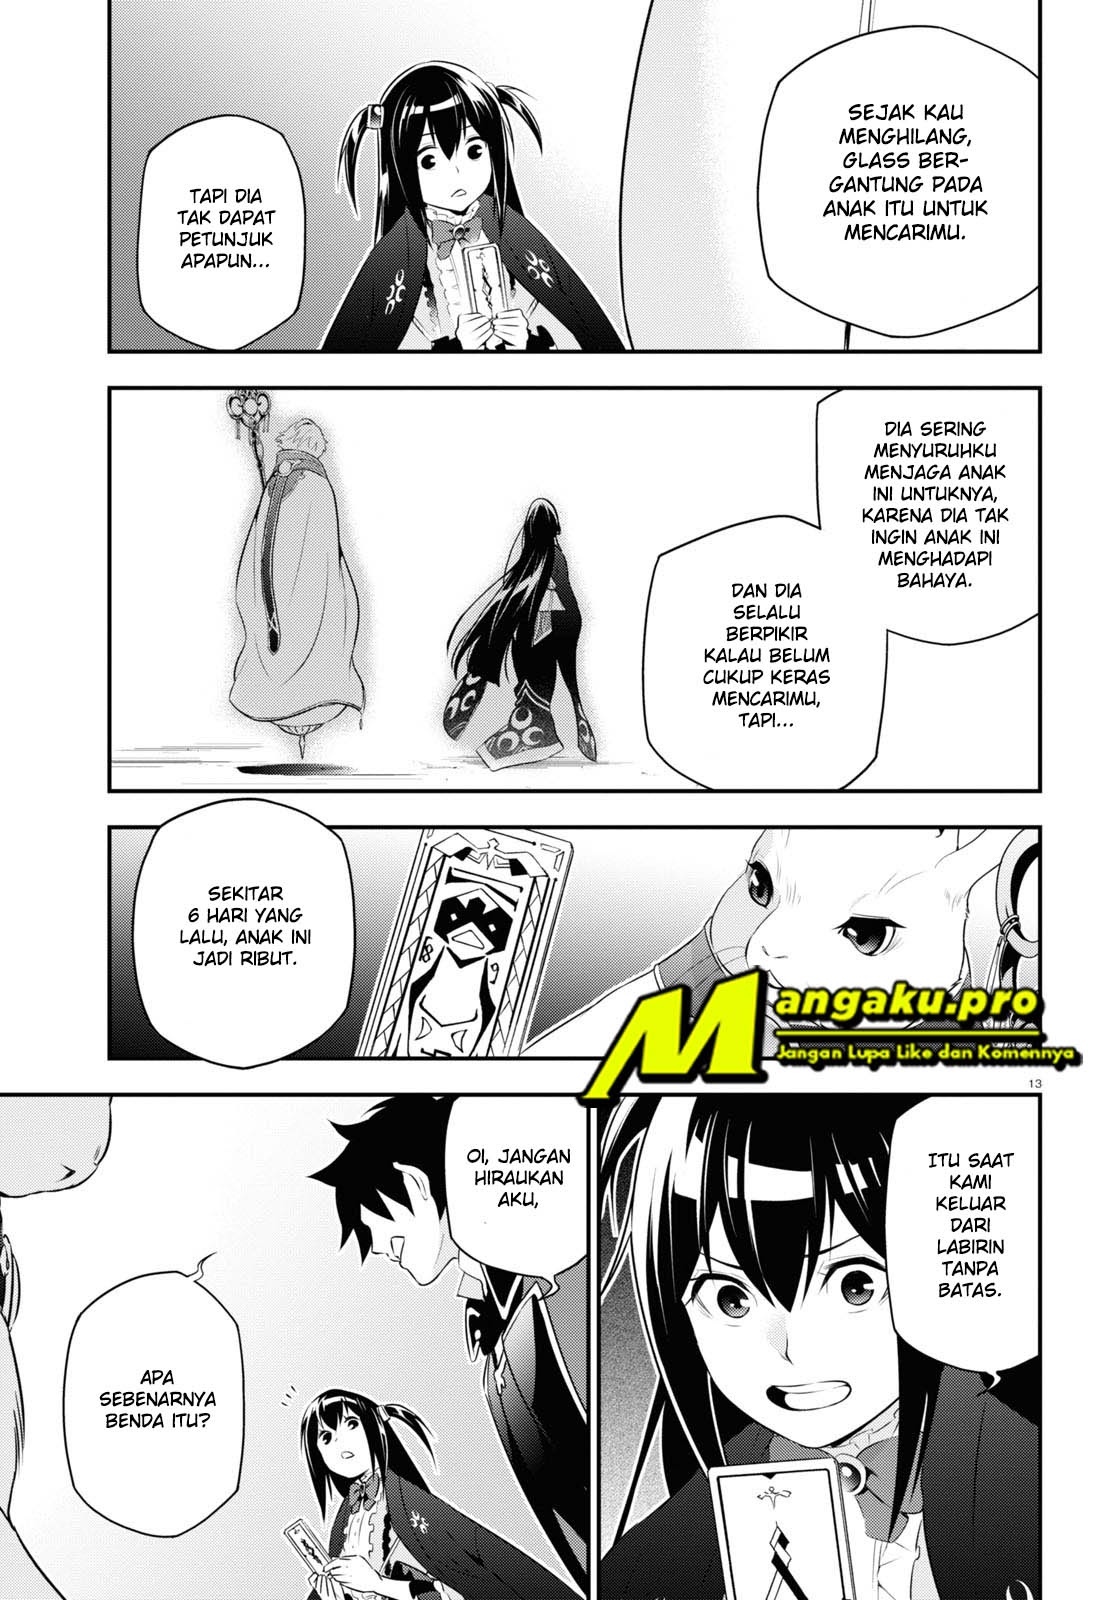 SEJAK KAU
MENGHILANG,
GLASS BER-
GANTUNG PADA
ANAK ITU UNTUK
MENCARIMU.
TAPI DIA
TAK DAPAT
PETUNJUK
APAPUN...
DIA SERING
MENYURUHKU
MENJAGA ANAK
INI UNTUKNYA,
KARENA DIA TAK
INGIN ANAK INI
MENGHADAPI
BAHAYA.
DAN DIA
SELALU
BERPIKIR
KALAU BELUM
CUKUP KERAS
MENCARIMU,
TAPI...
SEKITAR
6 HARI YANG
LALU, ANAK INI
JADI RIBUT.
Mangaku.pro
Jangan Lupa Like dan Komennya
13
ITU SAAT
KAMI
KELUAR
DARI
LABIRIN
TANPA
BATAS.
OI, JANGAN
HIRAUKAN
AKU,
APA
SEBENARNYA
BENDA ITU?